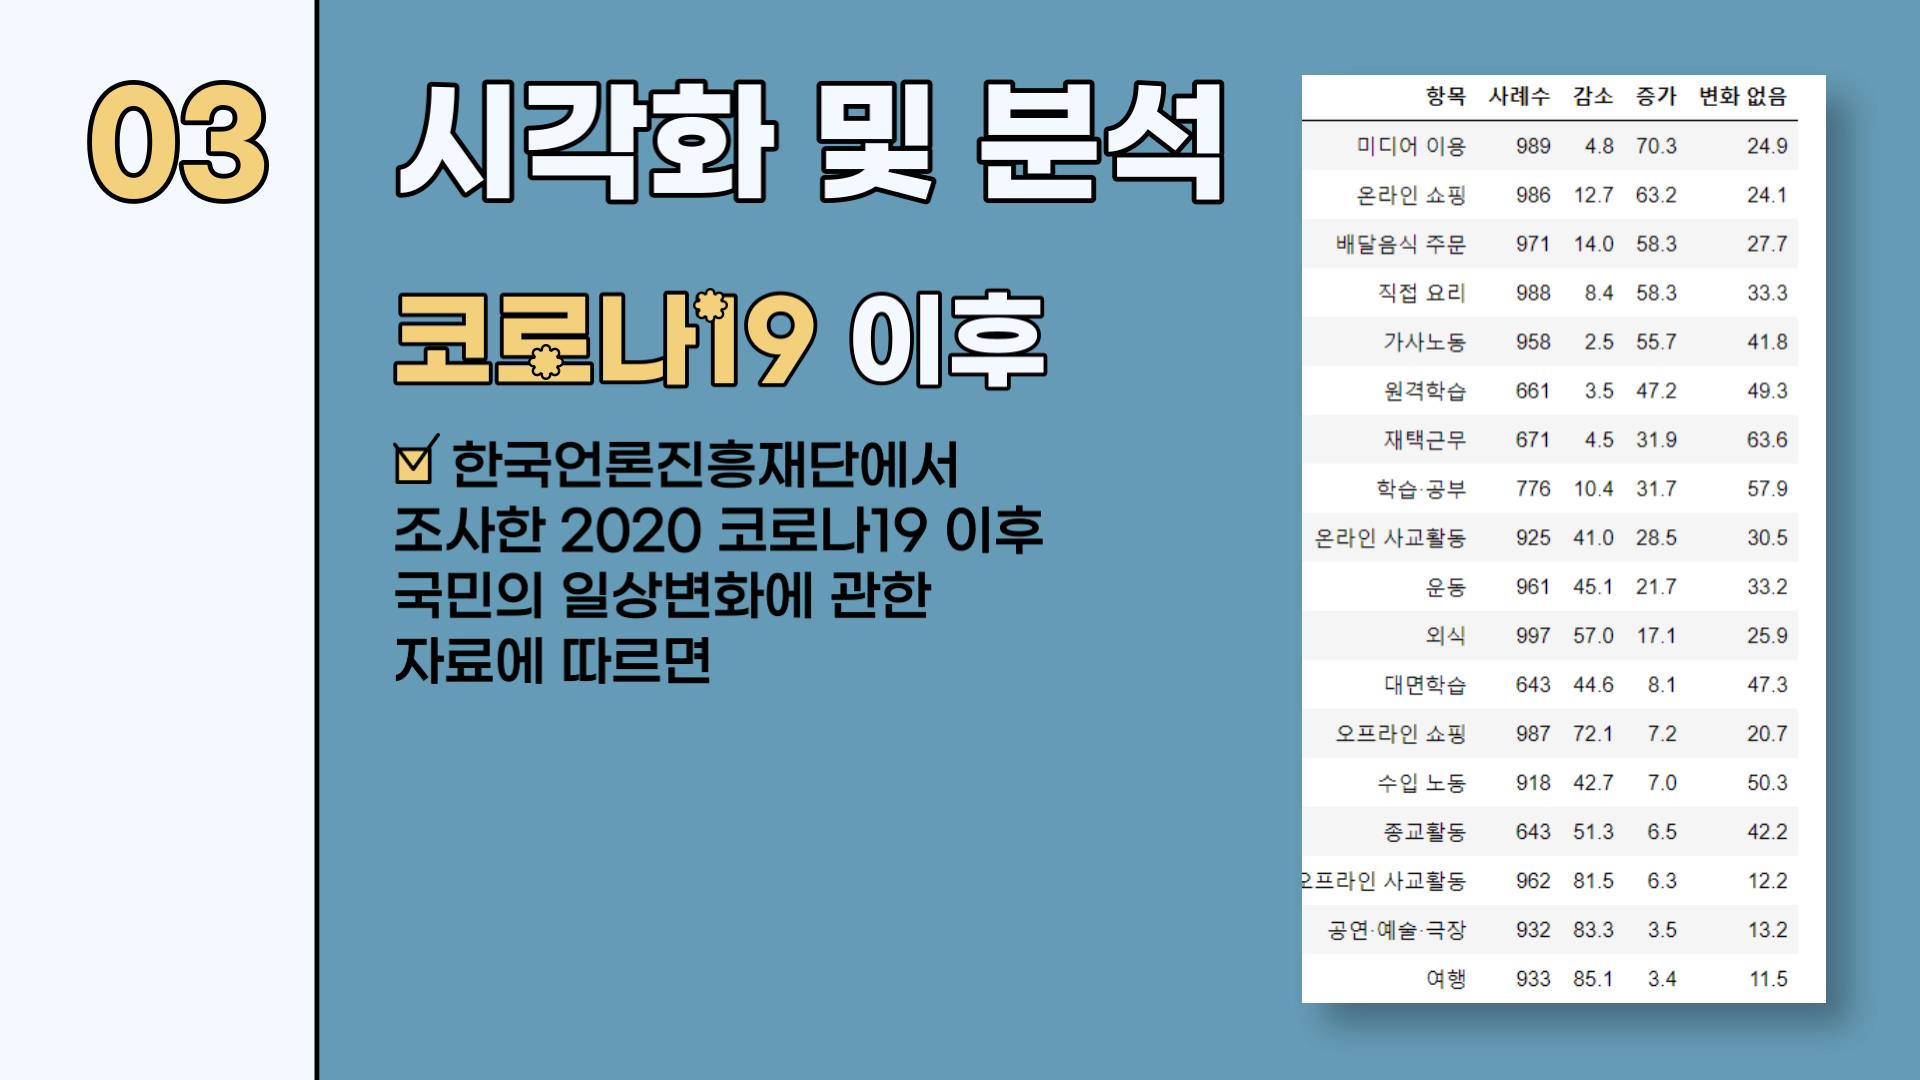 03
시각화 및 분석
코로나19 이후
한국언론진흥재단에서
조사한 2020 코로나19 이후
국민의 일상변화에 관한
자료에 따르면
항목 사례수 감소 증가 변화 없음
미디어 이용 989 4.8 70.3 24.9
온라인 쇼핑 986 12.7 63.2 24.1
배달음식 주문 971 14.0 58.3 27.7
직접 요리 988 8.4 58.3 33.3
가사노동 958 2.5 55.7 41.8
원격학습 661 3.5 47.2 49.3
재택근무 671 4.5 31.9 63.6
학습·공부 776 10.4 31.7 57.9
온라인 사교활동 925 41.0 28.5 30.5
운동 961 45.1 21.7 33.2
외식 997 57.0 17.1 25.9
대면학습 643 44.6 8.1 47.3
오프라인 쇼핑 987 72.1 7.2 20.7
수입 노동 918 42.7 7.0 50.3
종교활동 643 51.3 6.5 42.2
오프라인 사교활동 962 81.5 6.3 12.2
공연·예술·극장 932 83.3 3.5 13.2
여행 933 85.1 3.4 11.5